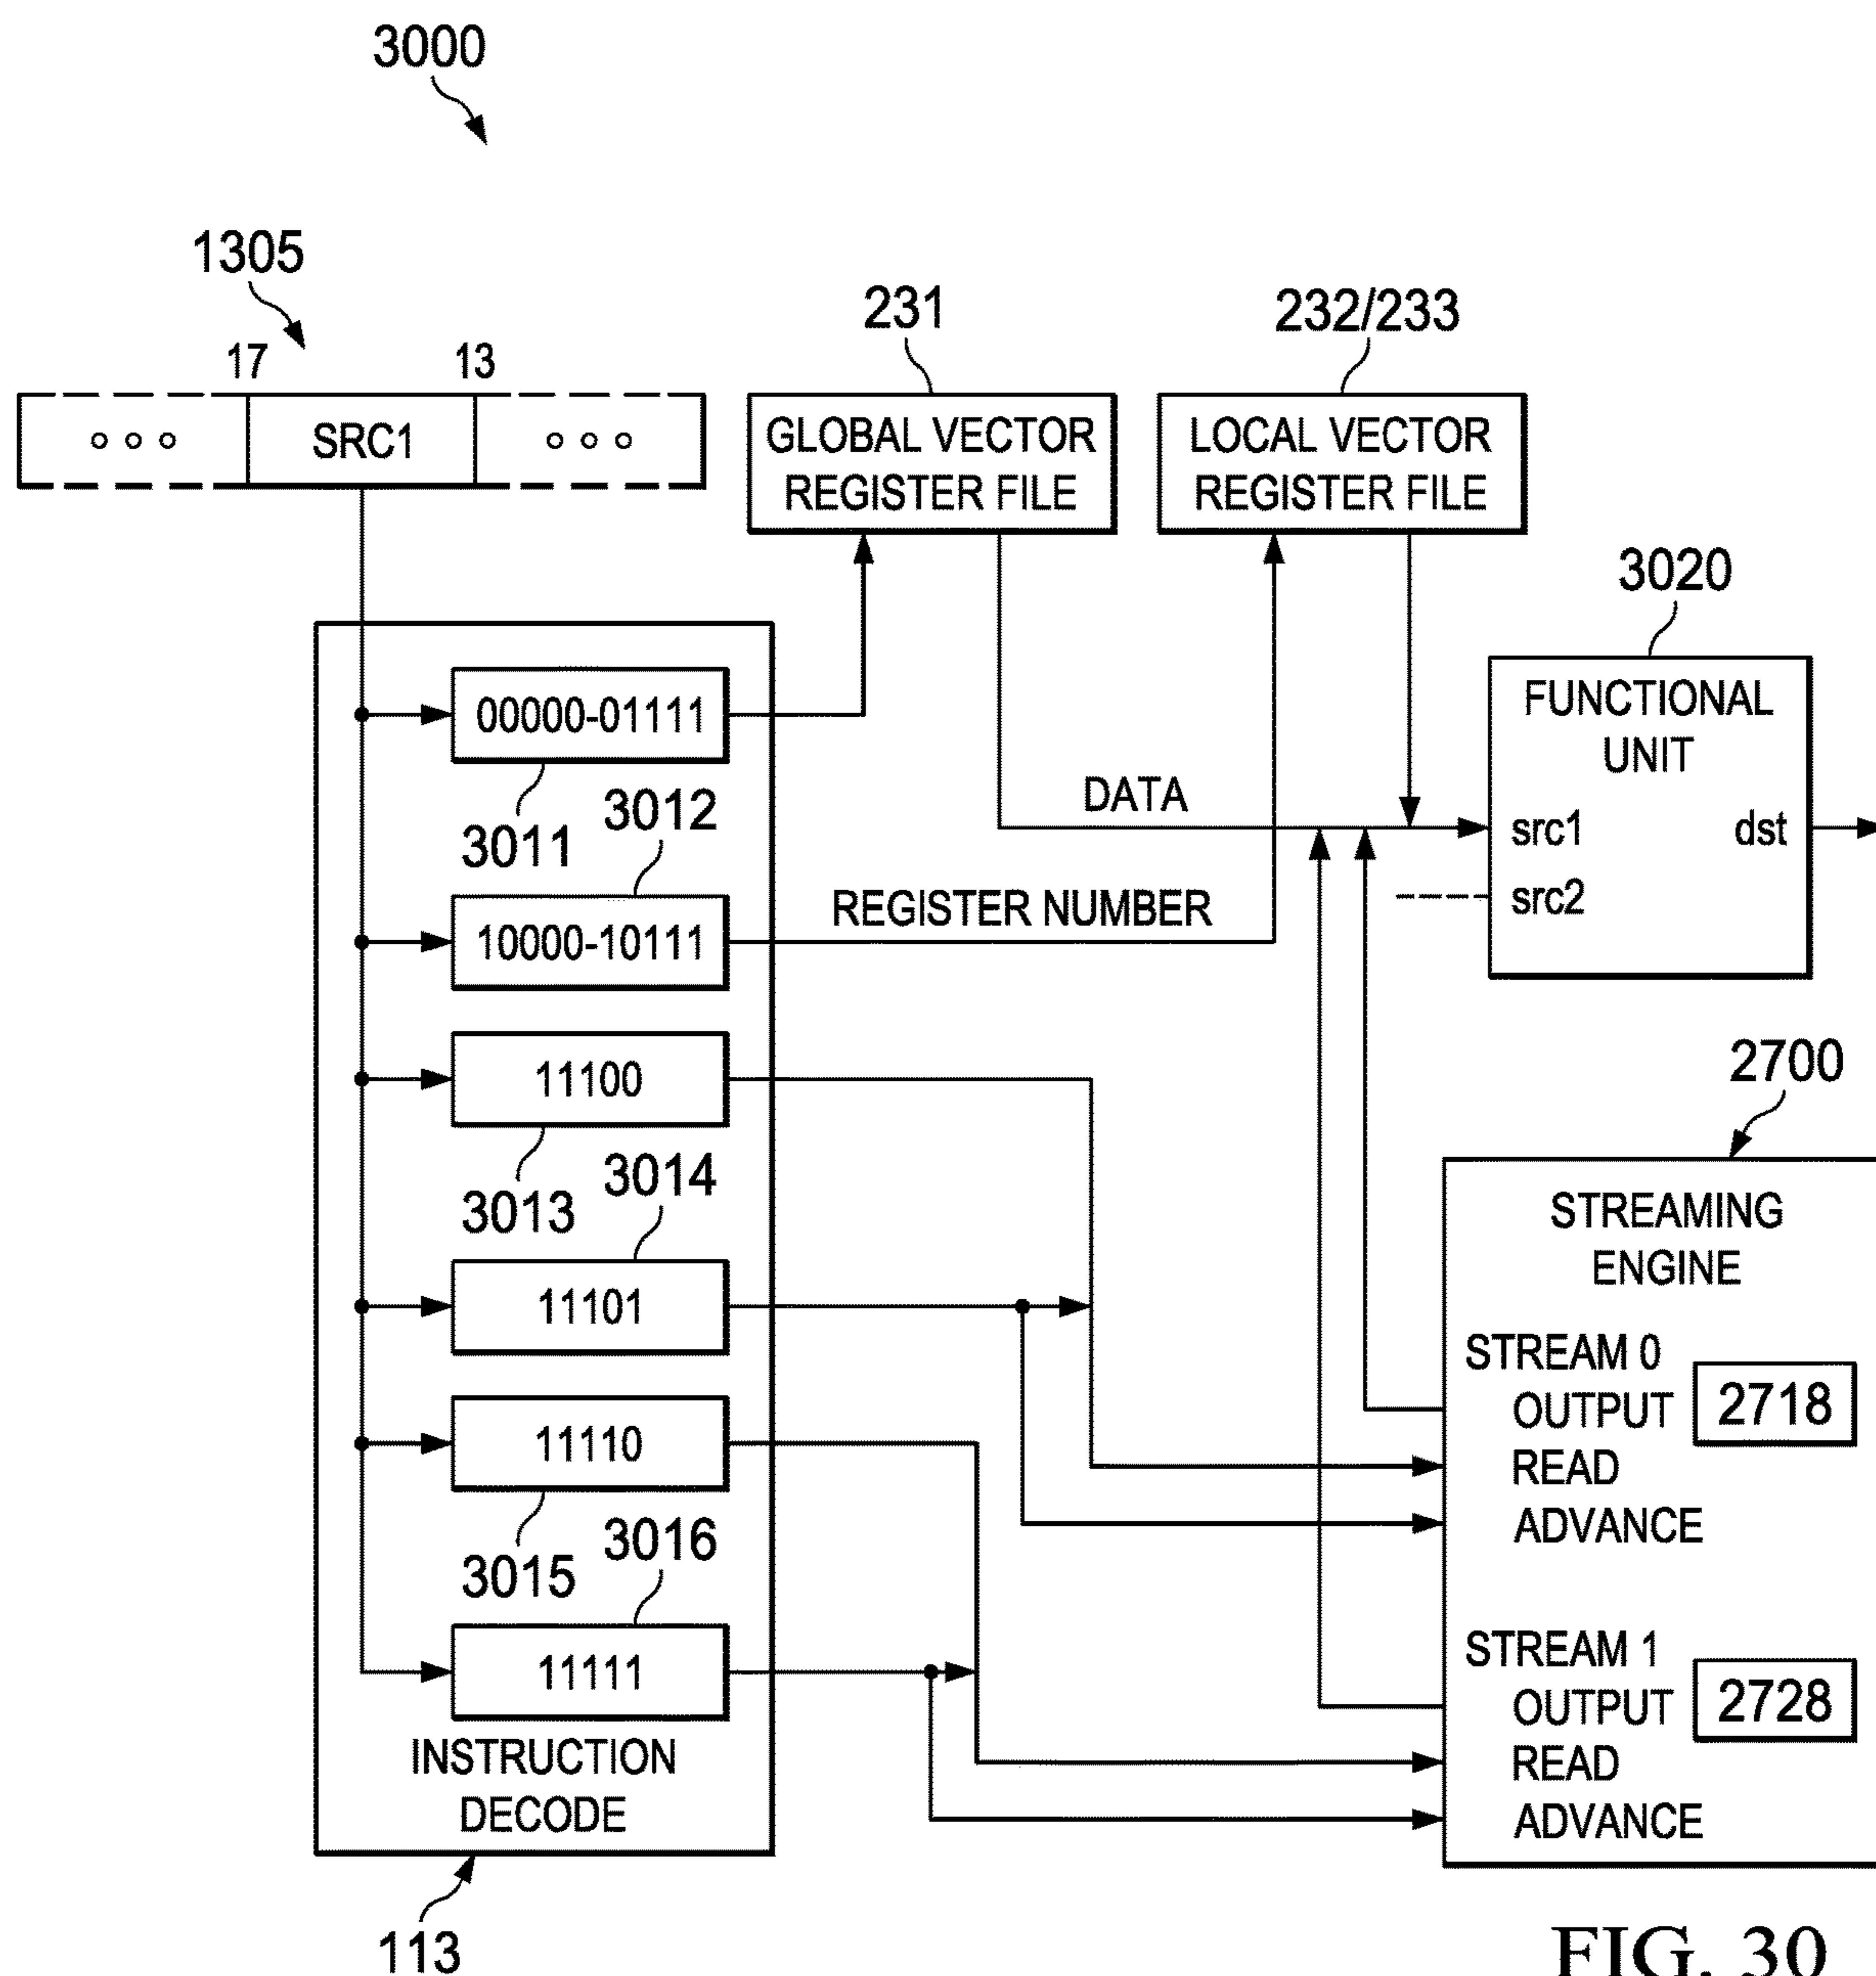 3000
1305
17
13
SRC1
231
GLOBAL VECTOR
REGISTER FILE
232/233
LOCAL VECTOR
REGISTER FILE
3020
FUNCTIONAL
UNIT
src1
dst
src2
00000-01111
3011
DATA
3012
10000-10111
REGISTER NUMBER
11100
3013
3014
11101
11110
3015
3016
11111
INSTRUCTION
DECODE
113
2700
STREAMING
ENGINE
STREAM 0
OUTPUT
2718
READ
ADVANCE
STREAM 1
OUTPUT
2728
READ
ADVANCE
FIG. 30